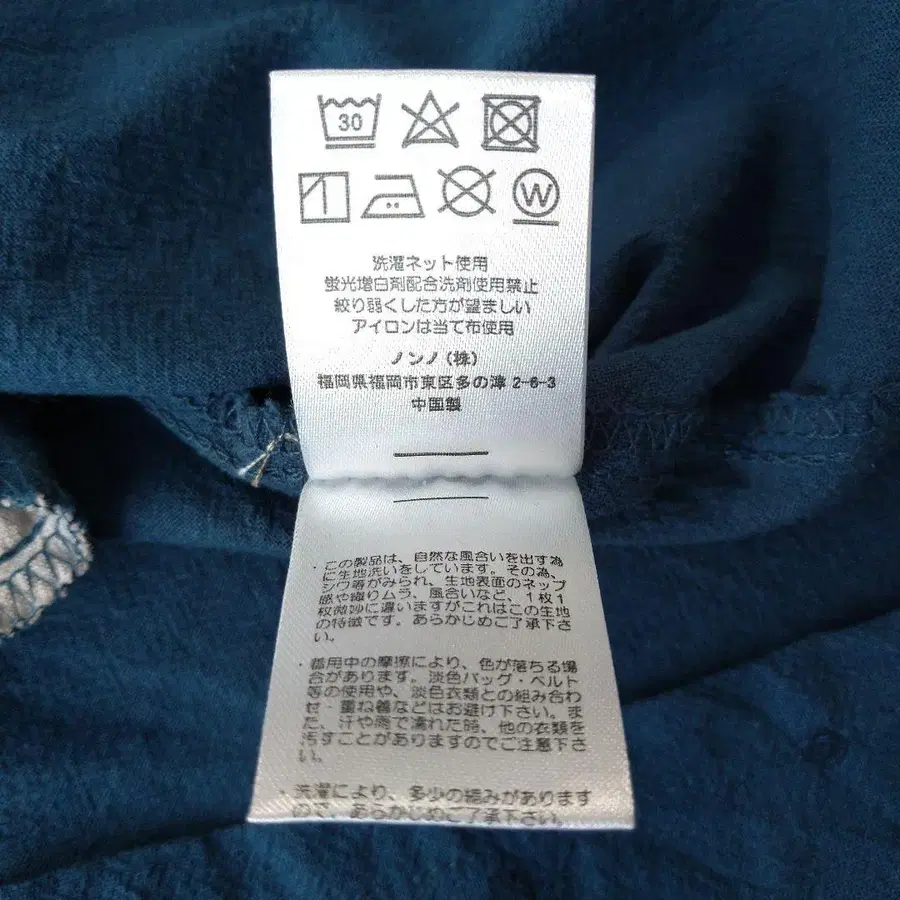 30
W
洗濯ネット使用
蛍光増白剤配合洗剤使用禁止
絞り弱くした方が望ましい
アイロンは当て布使用
ノンノ(株)
福岡県福岡市東区多の津 2-6-3
中国製
・この製品は、自然な風合いを出す為
に生地洗いをしています。その為、
シワ等がみられ、生地表面のネップ
感や織りムラ、風合いなど、1枚1
枚微妙に違いますがこれはこの生地
の特徴です。あらかじめご了承下さ
い。
・着用中の摩擦により、色が落ちる場
合があります。淡色バッグ・ベルト
等の使用や、淡色衣類との組み合わ
せ・重ね着などはお避け下さい。ま
た、汗や雨で濡れた時、他の衣類を
汚すことがありますのでご注意下さ
い。
・洗濯により、多少の縮みがあります
ので、あらかじめご了承下さい。